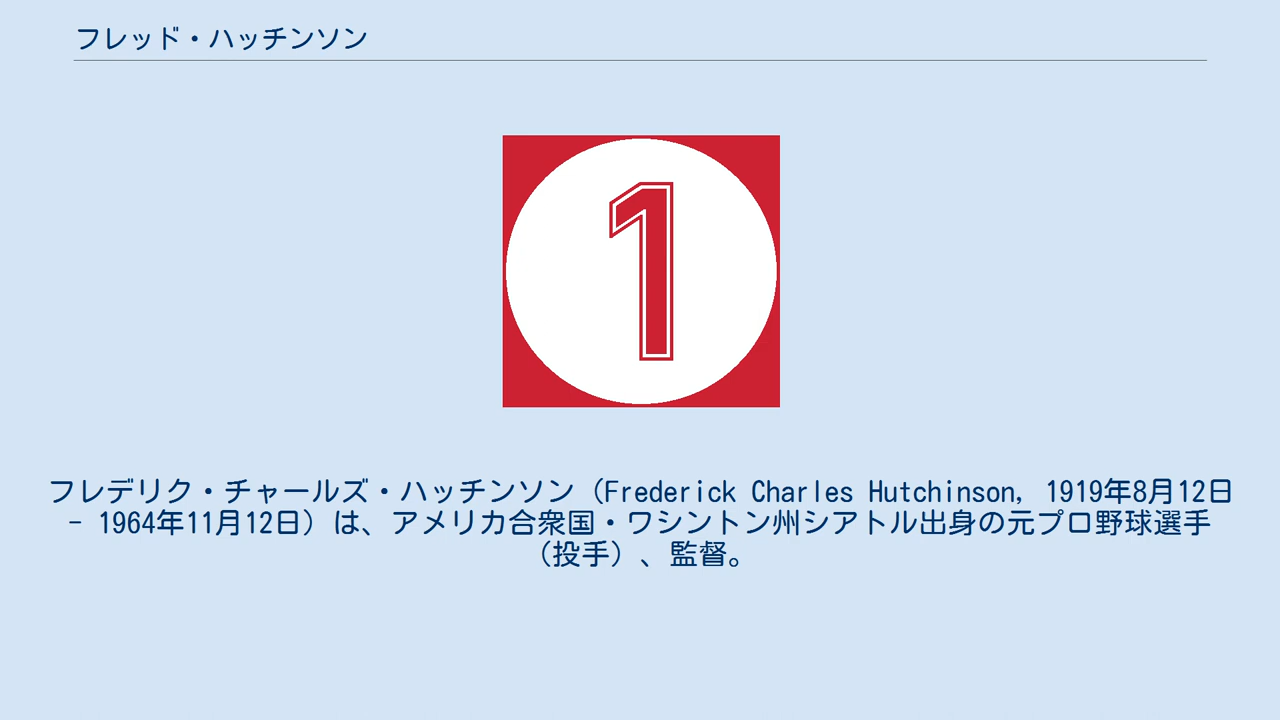 フレッド・ハッチンソン
1
フレデリク・チャールズ・ハッチンソン（Frederick Charles Hutchinson, 1919年8月12日
- 1964年11月12日）は、アメリカ合衆国・ワシントン州シアトル出身の元プロ野球選手
（投手）、監督。